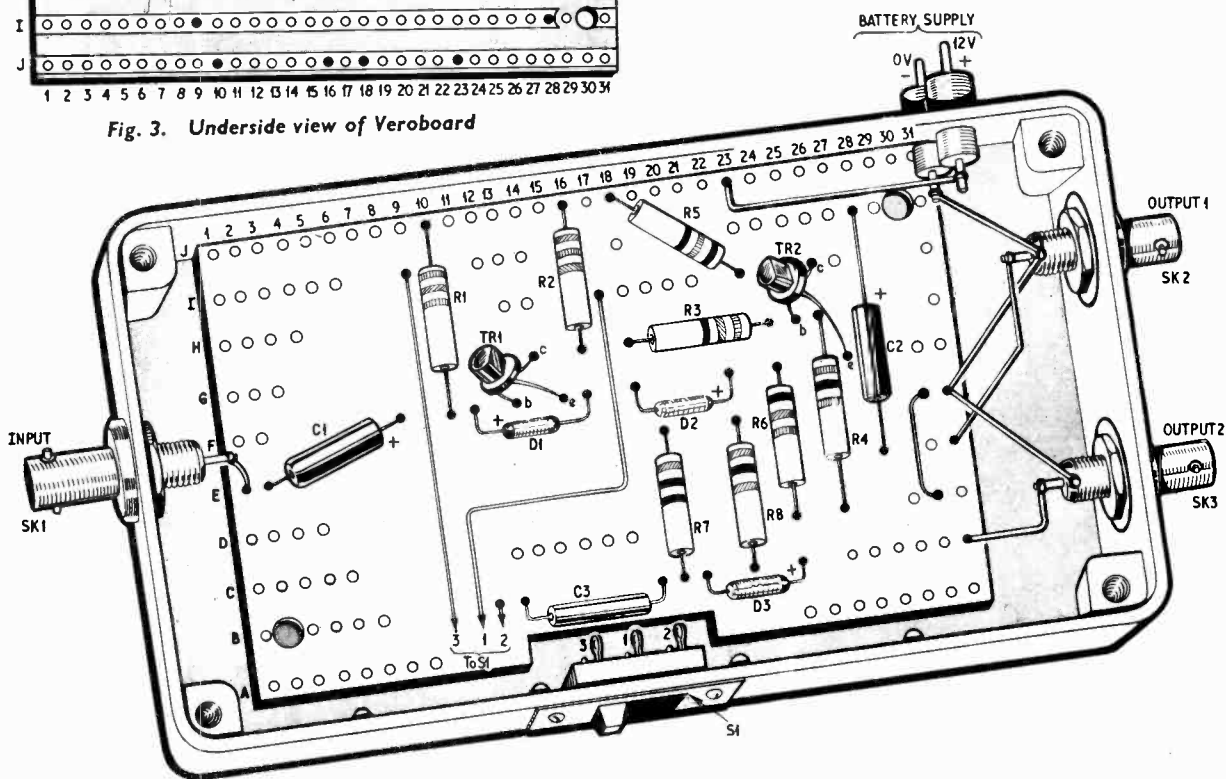 I
J
1 2 3 4 5 6 7 8 9 10 11 12 13 14 15 16 17 18 19 20 21 22 23 24 25 26 27 28 29 30 31
Fig. 3. Underside view of Veroboard
BATTERY SUPPLY
0V 12V
- +
1 2 3 4 5 6 7 8 9 10 11 12 13 14 15 16 17 18 19 20 21 22 23 24 25 26 27 28 29 30 31
J
I
H
G
F
E
D
C
B
A
R1
R2
R5
TR2
c
b
e
R3
+
C2
OUTPUT 1
SK2
TR1
c
b
e
+
D1
+
D2
R6
R4
INPUT
SK1
C1
+
R7
R8
OUTPUT 2
SK3
C3
+
D3
3 1 2
To S1
3 1 2
S1